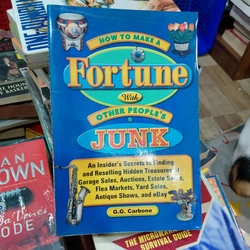 HOW TO MAKE A
Fortune
With
OTHER PEOPLE'S
JUNK
An Insider's Secrets to Finding
and Reselling Hidden Treasures at
Garage Sales, Auctions, Estate Sales,
Flea Markets, Yard Sales,
Antique Shows, and eBay
G.G. Carbone
AN
OWN
Da Vinci
ODE
SURVIVAL GUIDE